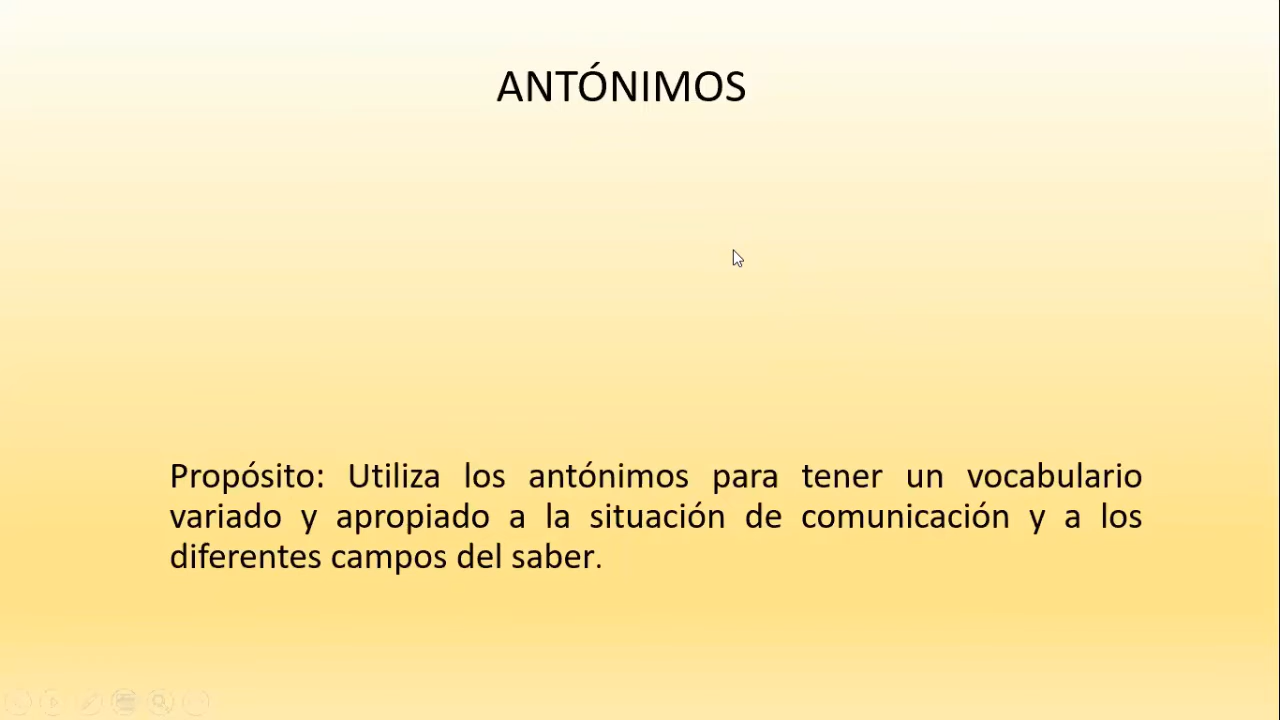 ANTÓNIMOS
Propósito: Utiliza los antónimos para tener un vocabulario
variado y apropiado a la situación de comunicación y a los
diferentes campos del saber.